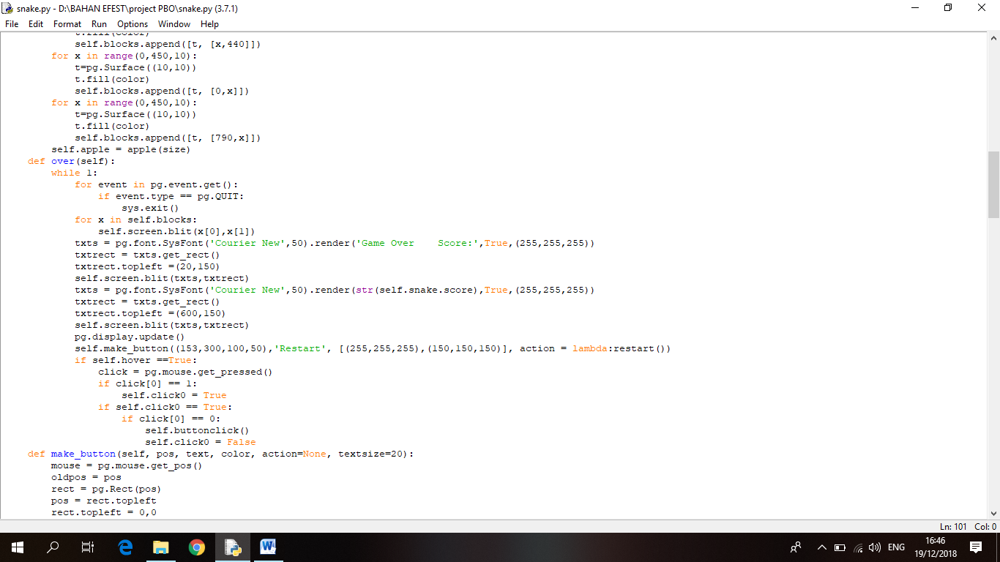 snake.py - D:\BAHAN EFEST\project PBO\snake.py (3.7.1)
File Edit Format Run Options Window Help
t.fill(color)
            self.blocks.append([t, [x,440]])
        for x in range(0,450,10):
            t=pg.Surface((10,10))
            t.fill(color)
            self.blocks.append([t, [0,x]])
        for x in range(0,450,10):
            t=pg.Surface((10,10))
            t.fill(color)
            self.blocks.append([t, [790,x]])
        self.apple = apple(size)
    def over(self):
        while 1:
            for event in pg.event.get():
                if event.type == pg.QUIT:
                    sys.exit()
            for x in self.blocks:
                self.screen.blit(x[0],x[1])
            txts = pg.font.SysFont('Courier New',50).render('Game Over    Score:',True,(255,255,255))
            txtrect = txts.get_rect()
            txtrect.topleft =(20,150)
            self.screen.blit(txts,txtrect)
            txts = pg.font.SysFont('Courier New',50).render(str(self.snake.score),True,(255,255,255))
            txtrect = txts.get_rect()
            txtrect.topleft =(600,150)
            self.screen.blit(txts,txtrect)
            pg.display.update()
            self.make_button((153,300,100,50),'Restart', [(255,255,255),(150,150,150)], action = lambda:restart())
            if self.hover ==True:
                click = pg.mouse.get_pressed()
                if click[0] == 1:
                    self.click0 = True
                if self.click0 == True:
                    if click[0] == 0:
                        self.buttonclick()
                        self.click0 = False
    def make_button(self, pos, text, color, action=None, textsize=20):
        mouse = pg.mouse.get_pos()
        oldpos = pos
        rect = pg.Rect(pos)
        pos = rect.topleft
        rect.topleft = 0,0
Ln: 101 Col: 0
ENG
16:46
19/12/2018